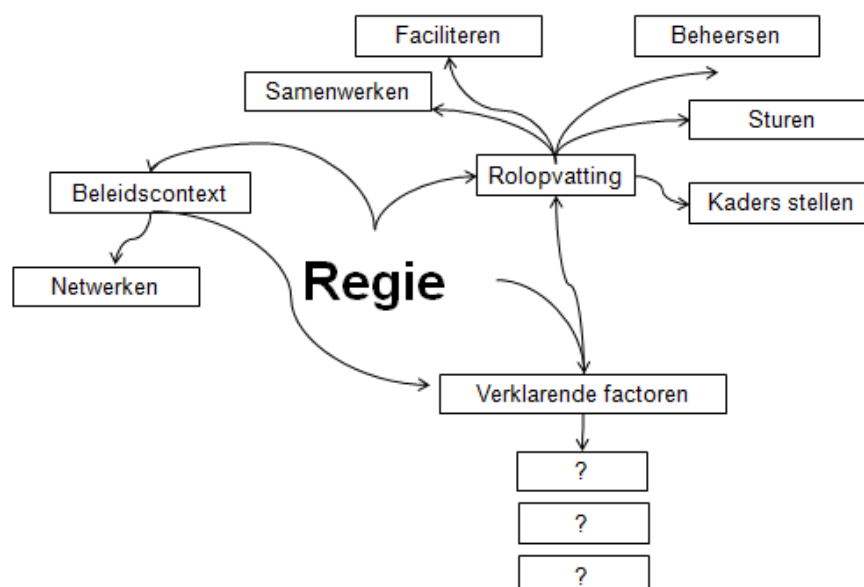 Faciliteren
Beheersen
Samenwerken
Sturen
Rolopvatting
Beleidscontext
Kaders stellen
Netwerken
Regie
Verklarende factoren
?
?
?